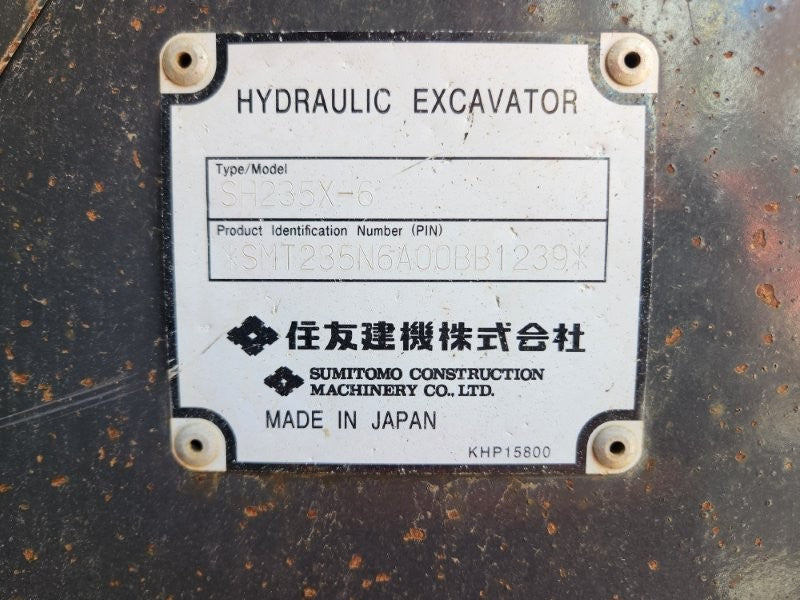 HYDRAULIC EXCAVATOR
Type/Model
SH235X-6
Product Identification Number (PIN)
*SMT235N6A00BB1239*
住友建機株式会社
SUMITOMO CONSTRUCTION
MACHINERY CO., LTD.
MADE IN JAPAN
KHP15800